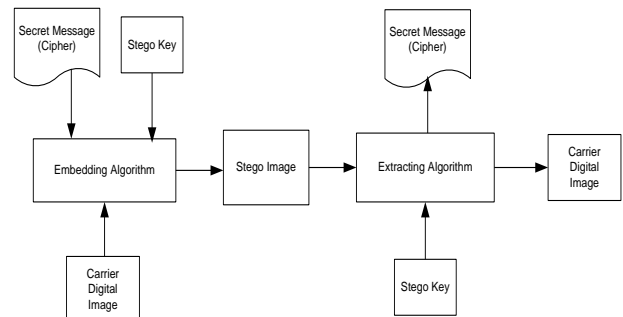 Secret Message
(Cipher)
Stego Key
Secret Message
(Cipher)
Embedding Algorithm
Stego Image
Extracting Algorithm
Carrier
Digital
Image
Carrier
Digital
Image
Stego Key